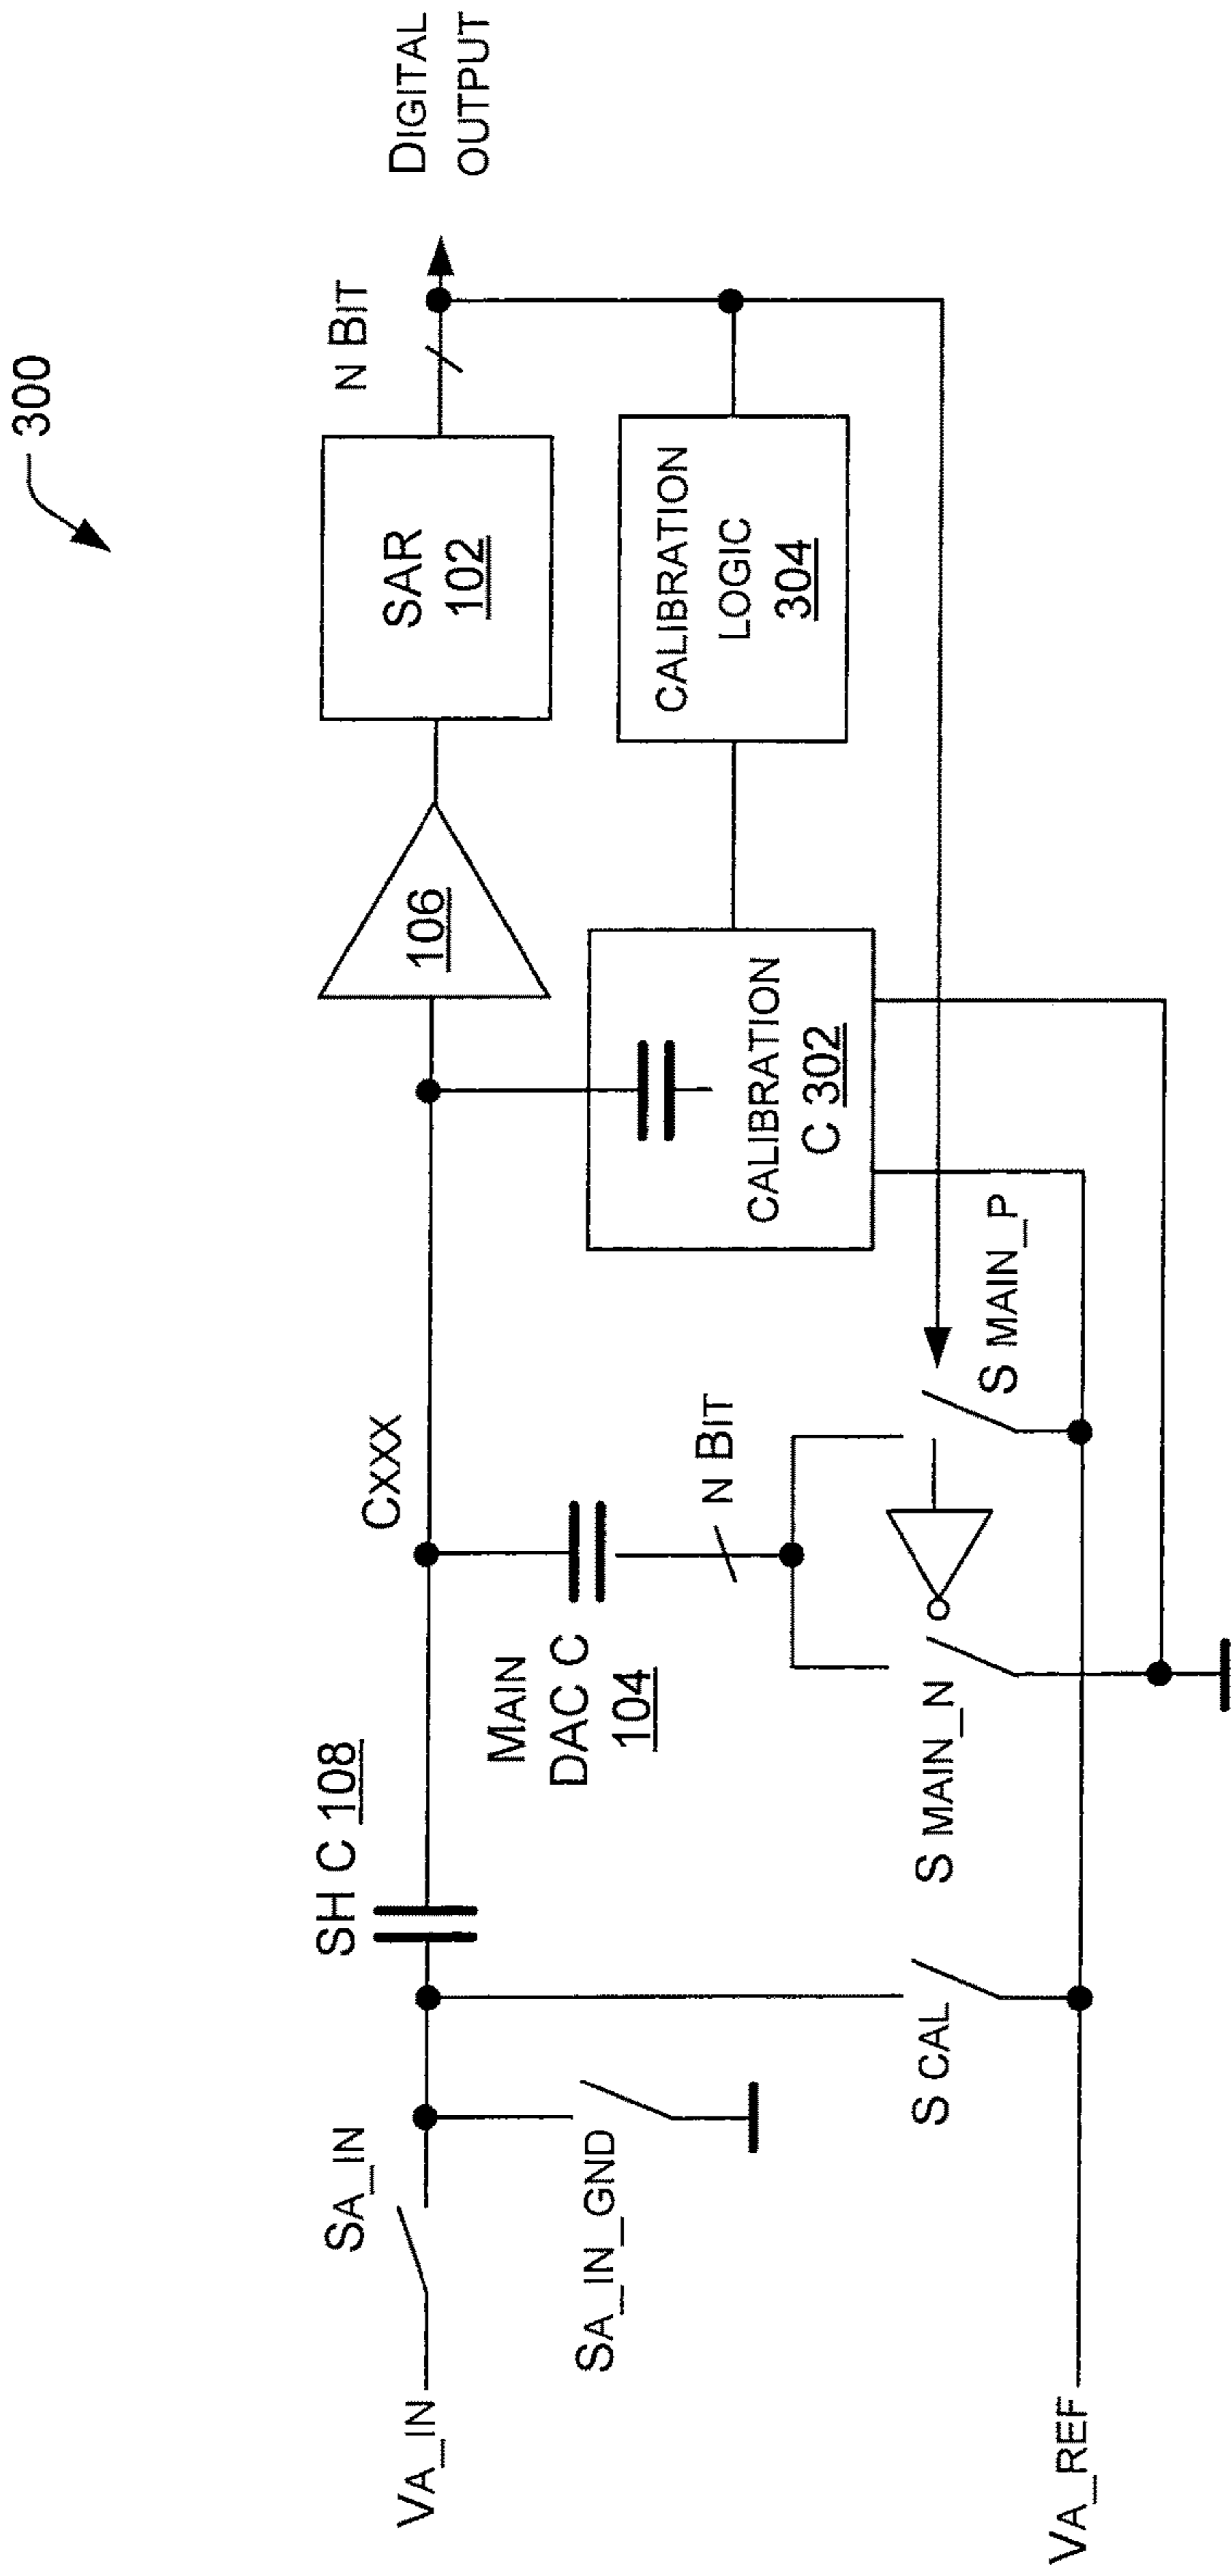 300
VA_IN
SA_IN
SA_IN_GND
SH C 108
CXXX
MAIN
DAC C
104
N BIT
106
SAR
102
N BIT
DIGITAL
OUTPUT
CALIBRATION
C 302
CALIBRATION
LOGIC
304
S CAL
S MAIN_N
S MAIN_P
VA_REF